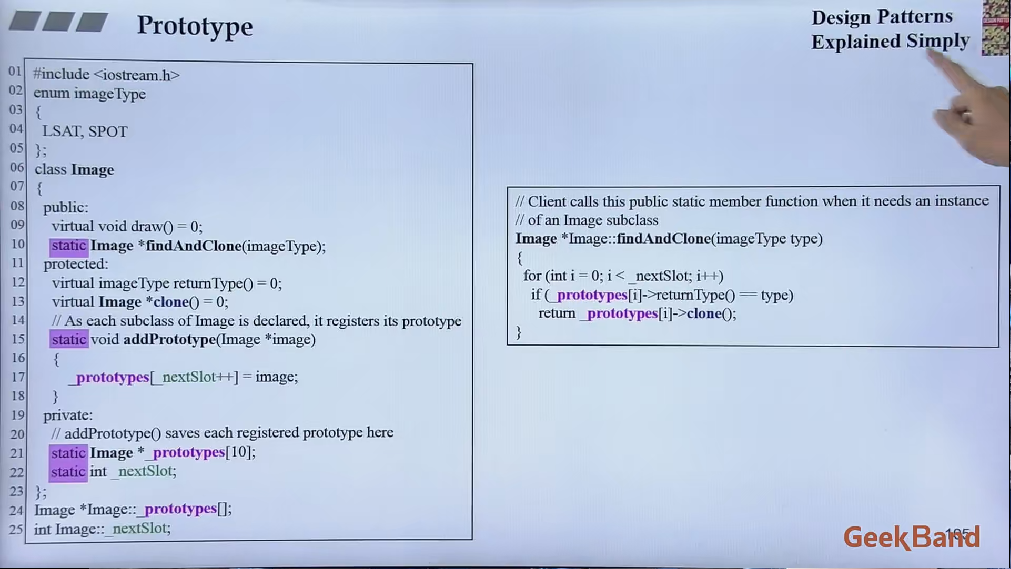 Prototype
Design Patterns
Explained Simply
01 #include <iostream.h>
02 enum imageType
03 {
04 LSAT, SPOT
05 };
06 class Image
07 {
08 public:
09 virtual void draw() = 0;
10 static Image *findAndClone(imageType);
11 protected:
12 virtual imageType returnType() = 0;
13 virtual Image *clone() = 0;
14 // As each subclass of Image is declared, it registers its prototype
15 static void addPrototype(Image *image)
16 {
17 _prototypes[_nextSlot++] = image;
18 }
19 private:
20 // addPrototype() saves each registered prototype here
21 static Image *_prototypes[10];
22 static int _nextSlot;
23 };
24 Image *Image::_prototypes[];
25 int Image::_nextSlot;
// Client calls this public static member function when it needs an instance
// of an Image subclass
Image *Image::findAndClone(imageType type)
{
for (int i = 0; i < _nextSlot; i++)
if (_prototypes[i]->returnType() == type)
return _prototypes[i]->clone();
}
GeekBand